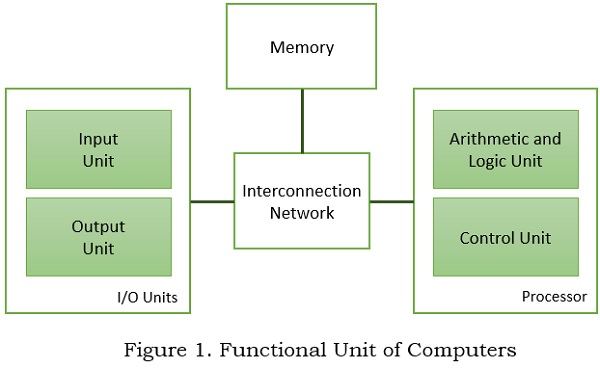 Memory
Input
Unit
Output
Unit
I/O Units
Interconnection
Network
Arithmetic and
Logic Unit
Control Unit
Processor
Figure 1. Functional Unit of Computers